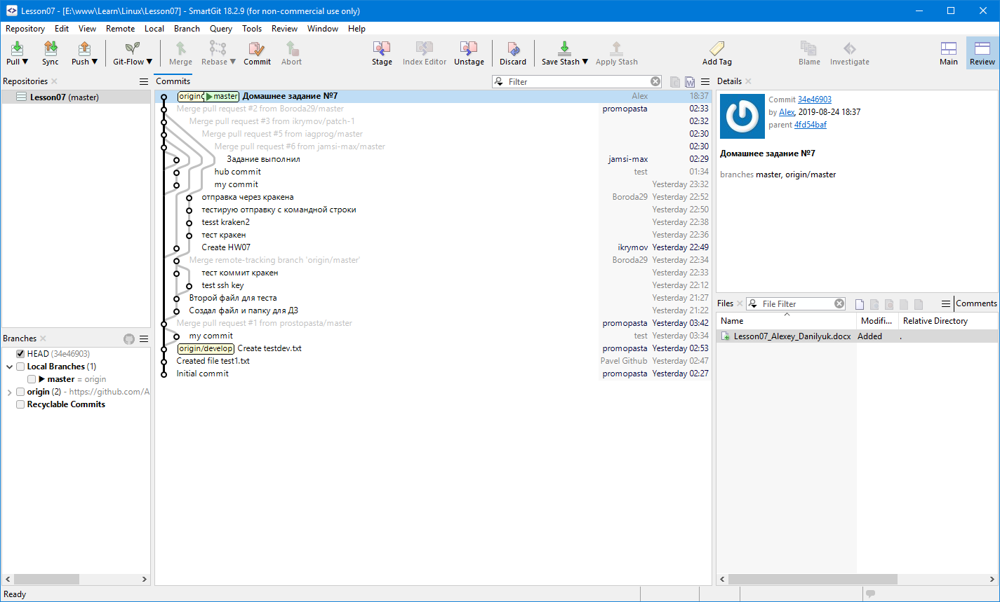 Lesson07 - [E:\www\Learn\Linux\Lesson07] - SmartGit 18.2.9 (for non-commercial use only)
Repository Edit View Remote Local Branch Query Tools Review Window Help
Pull ▼ Sync Push ▼ Git-Flow ▼ Merge Rebase ▼ Commit Abort Stage Index Editor Unstage Discard Save Stash ▼ Apply Stash Add Tag Blame Investigate Main Review
Repositories
Lesson07 (master)
Branches
HEAD (34e46903)
Local Branches (1)
master = origin
origin (2) - https://github.com/A
Recyclable Commits
Commits
Filter
origin master Домашнее задание №7 Alex 18:37
Merge pull request #2 from Boroda29/master promopasta 02:33
Merge pull request #3 from ikrymov/patch-1 02:32
Merge pull request #5 from iagprog/master 02:30
Merge pull request #6 from jamsi-max/master 02:30
Задание выполнил jamsi-max 02:29
hub commit test 01:34
my commit Yesterday 23:32
отправка через кракена Boroda29 Yesterday 22:52
тестирую отправку с командной строки Yesterday 22:50
tesst kraken2 Yesterday 22:38
тест кракен Yesterday 22:36
Create HW07 ikrymov Yesterday 22:49
Merge remote-tracking branch 'origin/master' Boroda29 Yesterday 22:34
тест коммит кракен Yesterday 22:33
test ssh key Yesterday 22:12
Второй файл для теста Yesterday 21:27
Создал файл и папку для ДЗ Yesterday 21:22
Merge pull request #1 from prostopasta/master promopasta Yesterday 03:42
my commit test Yesterday 03:34
origin/develop Create testdev.txt promopasta Yesterday 02:53
Created file test1.txt Pavel Github Yesterday 02:47
Initial commit promopasta Yesterday 02:27
Details
Commit 34e46903
by Alex, 2019-08-24 18:37
parent 4fd54baf
Домашнее задание №7
branches master, origin/master
Files File Filter Comments
Name Modifi... Relative Directory
Lesson07_Alexey_Danilyuk.docx Added .
Ready